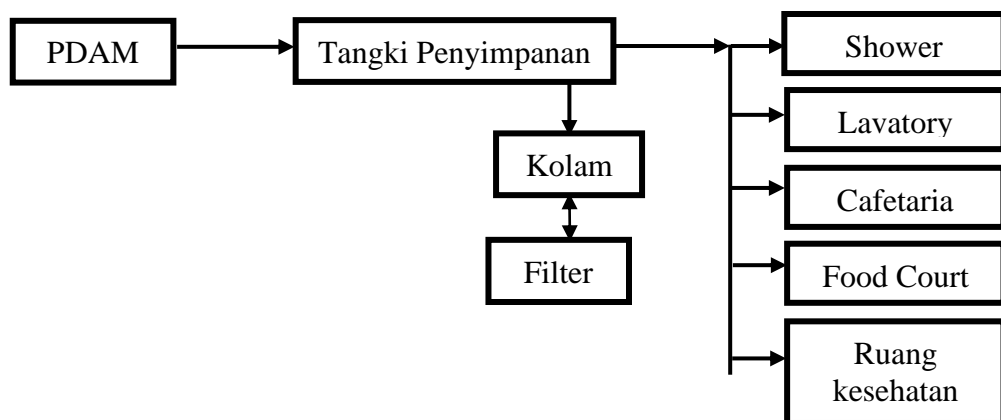 PDAM
Tangki Penyimpanan
Shower
Lavatory
Kolam
Cafetaria
Filter
Food Court
Ruang
kesehatan